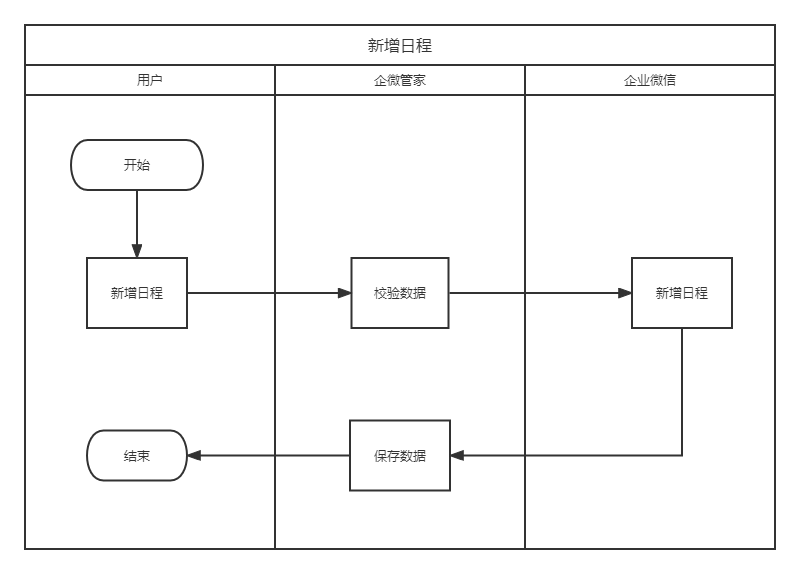 新增日程
用户
企微管家
企业微信
开始
新增日程
校验数据
新增日程
结束
保存数据